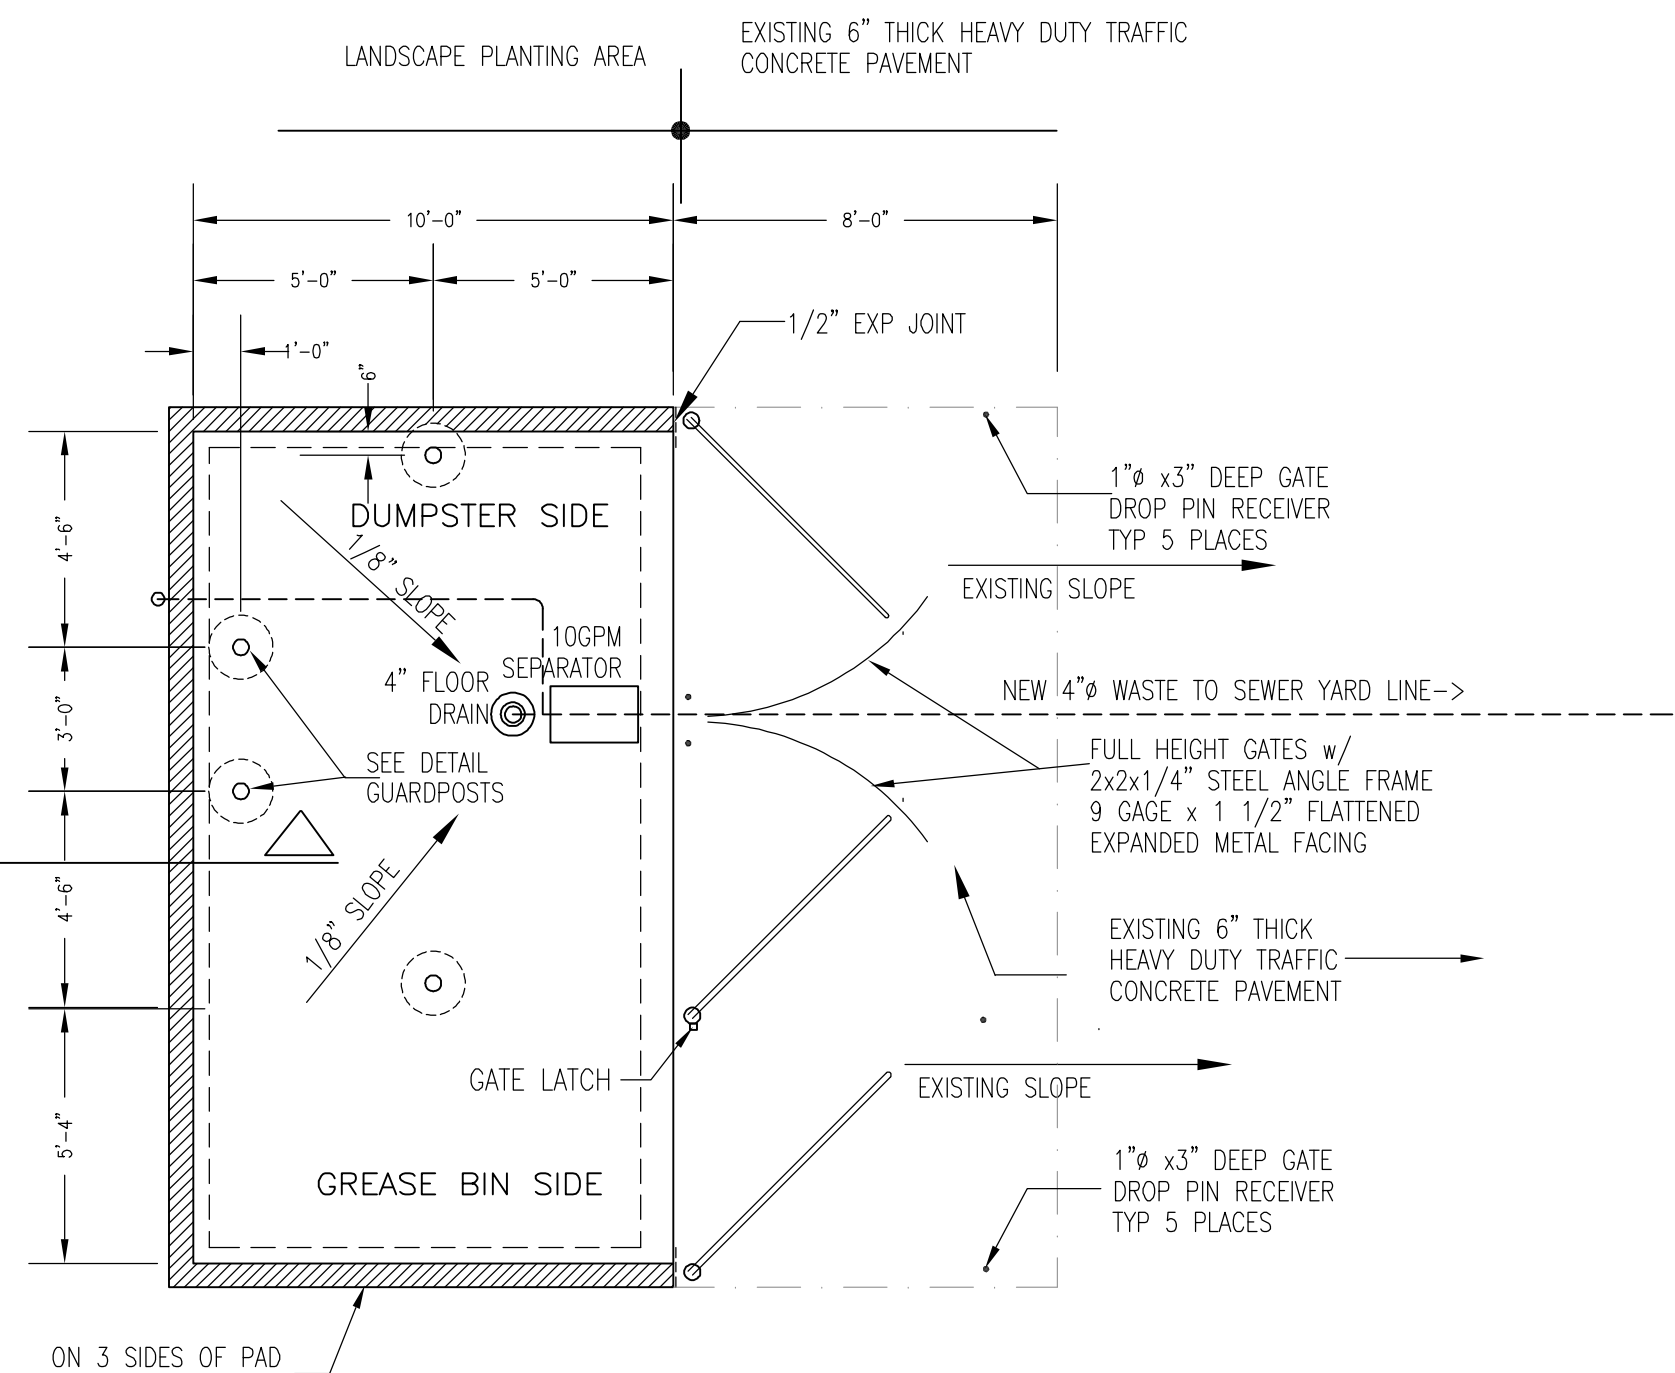 LANDSCAPE PLANTING AREA
EXISTING 6” THICK HEAVY DUTY TRAFFIC
CONCRETE PAVEMENT
10'-0”
8'-0”
5'-0”
5'-0”
1/2” EXP JOINT
1'-0”
6”
1”ø x3” DEEP GATE
DROP PIN RECEIVER
TYP 5 PLACES
DUMPSTER SIDE
4'-6”
1/8” SLOPE
EXISTING SLOPE
10GPM
SEPARATOR
4” FLOOR
DRAIN
NEW 4”ø WASTE TO SEWER YARD LINE->
3'-0”
SEE DETAIL
GUARDPOSTS
FULL HEIGHT GATES w/
2x2x1/4” STEEL ANGLE FRAME
9 GAGE x 1 1/2” FLATTENED
EXPANDED METAL FACING
4'-6”
1/8” SLOPE
EXISTING 6” THICK
HEAVY DUTY TRAFFIC
CONCRETE PAVEMENT
GATE LATCH
EXISTING SLOPE
5'-4”
GREASE BIN SIDE
1”ø x3” DEEP GATE
DROP PIN RECEIVER
TYP 5 PLACES
ON 3 SIDES OF PAD